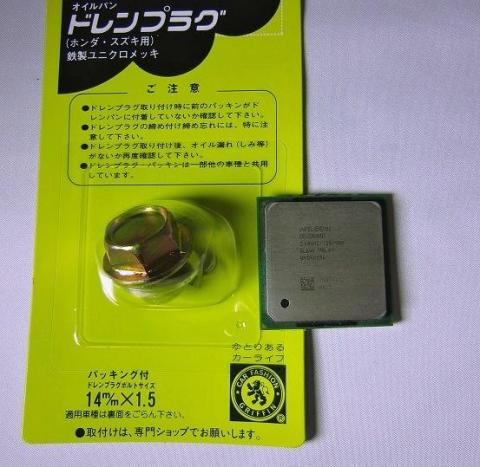 オイルパン
ドレンプラグ
(ホンダ・スズキ用)
鉄製ユニクロメッキ
ご 注 意
●ドレンプラグ取り付け時に前のパッキンがド
レンパンに付着していないか確認して下さい。
●ドレンプラグの締め付け締め忘れには、特に注
意して下さい。
●ドレンプラグ取り付け後、オイル漏れ(しみ等)
がないか再度確認して下さい。
●ドレンプラグ・パッキンは一部他の車種と共用
しています。
ゆとりある
カーライフ
CAR FASHION
GRIFFIN
パッキング付
ドレンプラグボルトサイズ
14m/m×1.5
適用車種は裏面をごらん下さい。
●取付けは、専門ショップでお願いします。